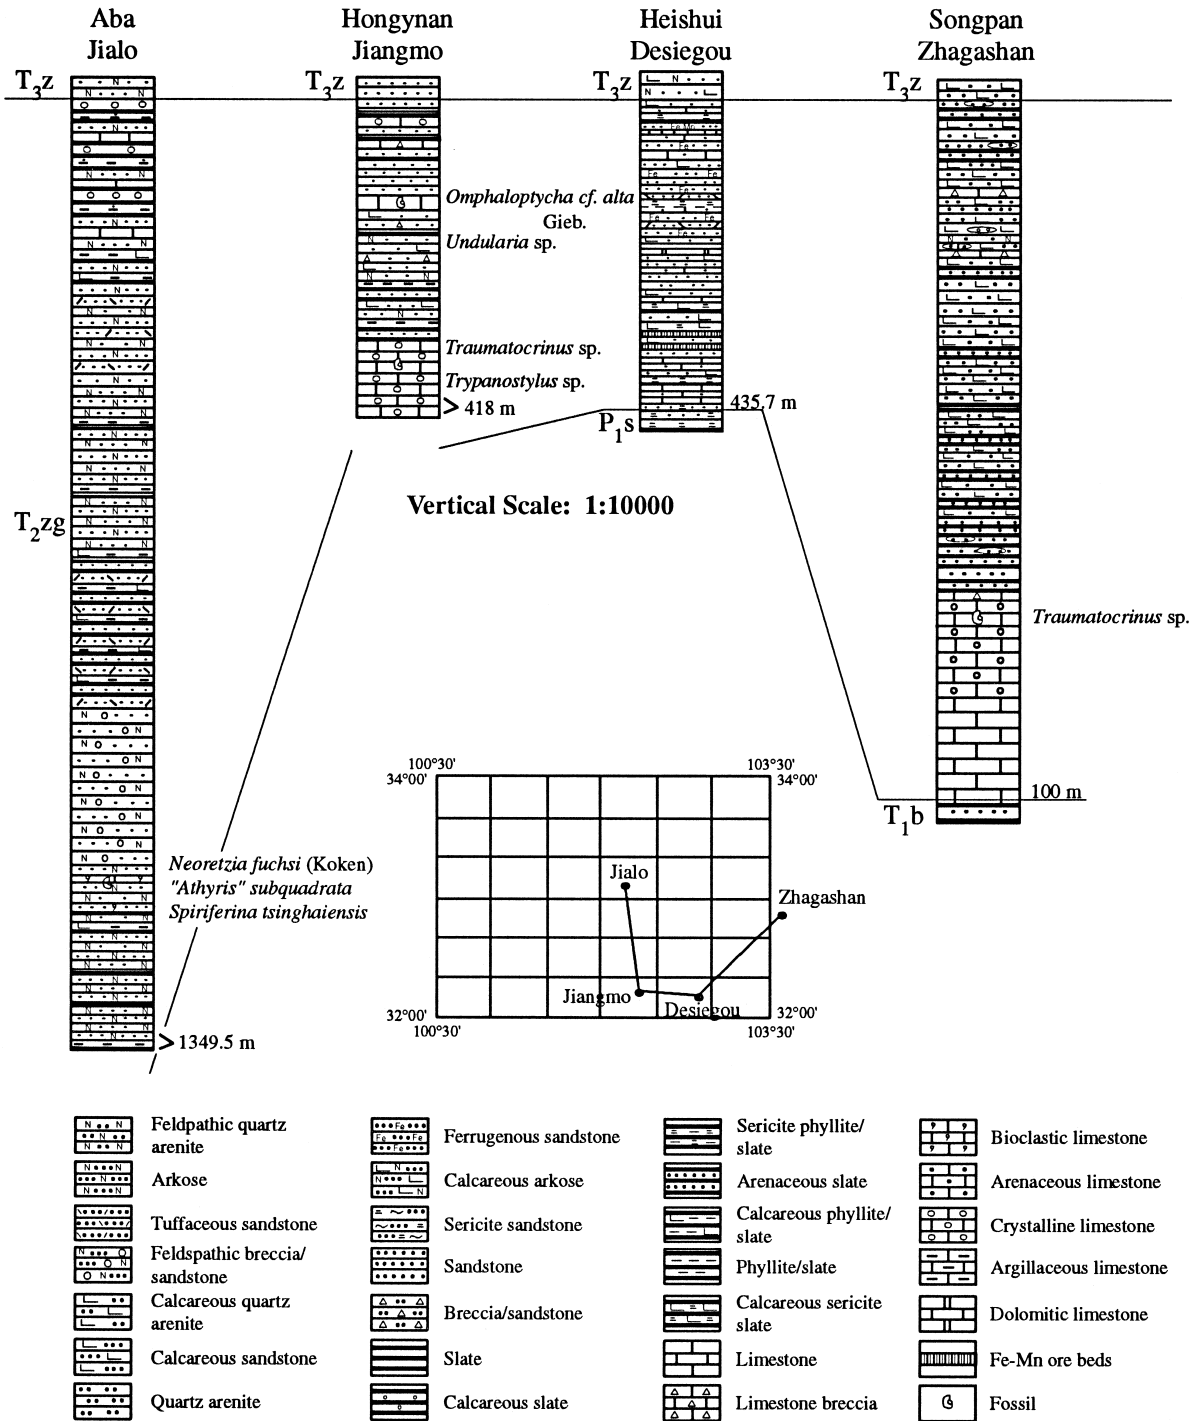 Aba
Jialo
Hongynan
Jiangmo
Heishui
Desiegou
Songpan
Zhagashan
T3z
T3z
T3z
T3z
Omphaloptycha cf. alta
Gieb.
Undularia sp.
Traumatocrinus sp.
Trypanostylus sp.
> 418 m
435.7 m
P1s
Vertical Scale: 1:10000
T2zg
Traumatocrinus sp.
100 m
T1b
Neoretzia fuchsi (Koken)
"Athyris" subquadrata
Spiriferina tsinghaiensis
> 1349.5 m
100°30'
103°30'
34°00'
34°00'
Jialo
Zhagashan
Jiangmo
Desiegou
32°00'
32°00'
100°30'
103°30'
Feldpathic quartz
arenite
Arkose
Tuffaceous sandstone
Feldspathic breccia/
sandstone
Calcareous quartz
arenite
Calcareous sandstone
Quartz arenite
Ferrugenous sandstone
Calcareous arkose
Sericite sandstone
Sandstone
Breccia/sandstone
Slate
Calcareous slate
Sericite phyllite/
slate
Arenaceous slate
Calcareous phyllite/
slate
Phyllite/slate
Calcareous sericite
slate
Limestone
Limestone breccia
Bioclastic limestone
Arenaceous limestone
Crystalline limestone
Argillaceous limestone
Dolomitic limestone
Fe-Mn ore beds
Fossil